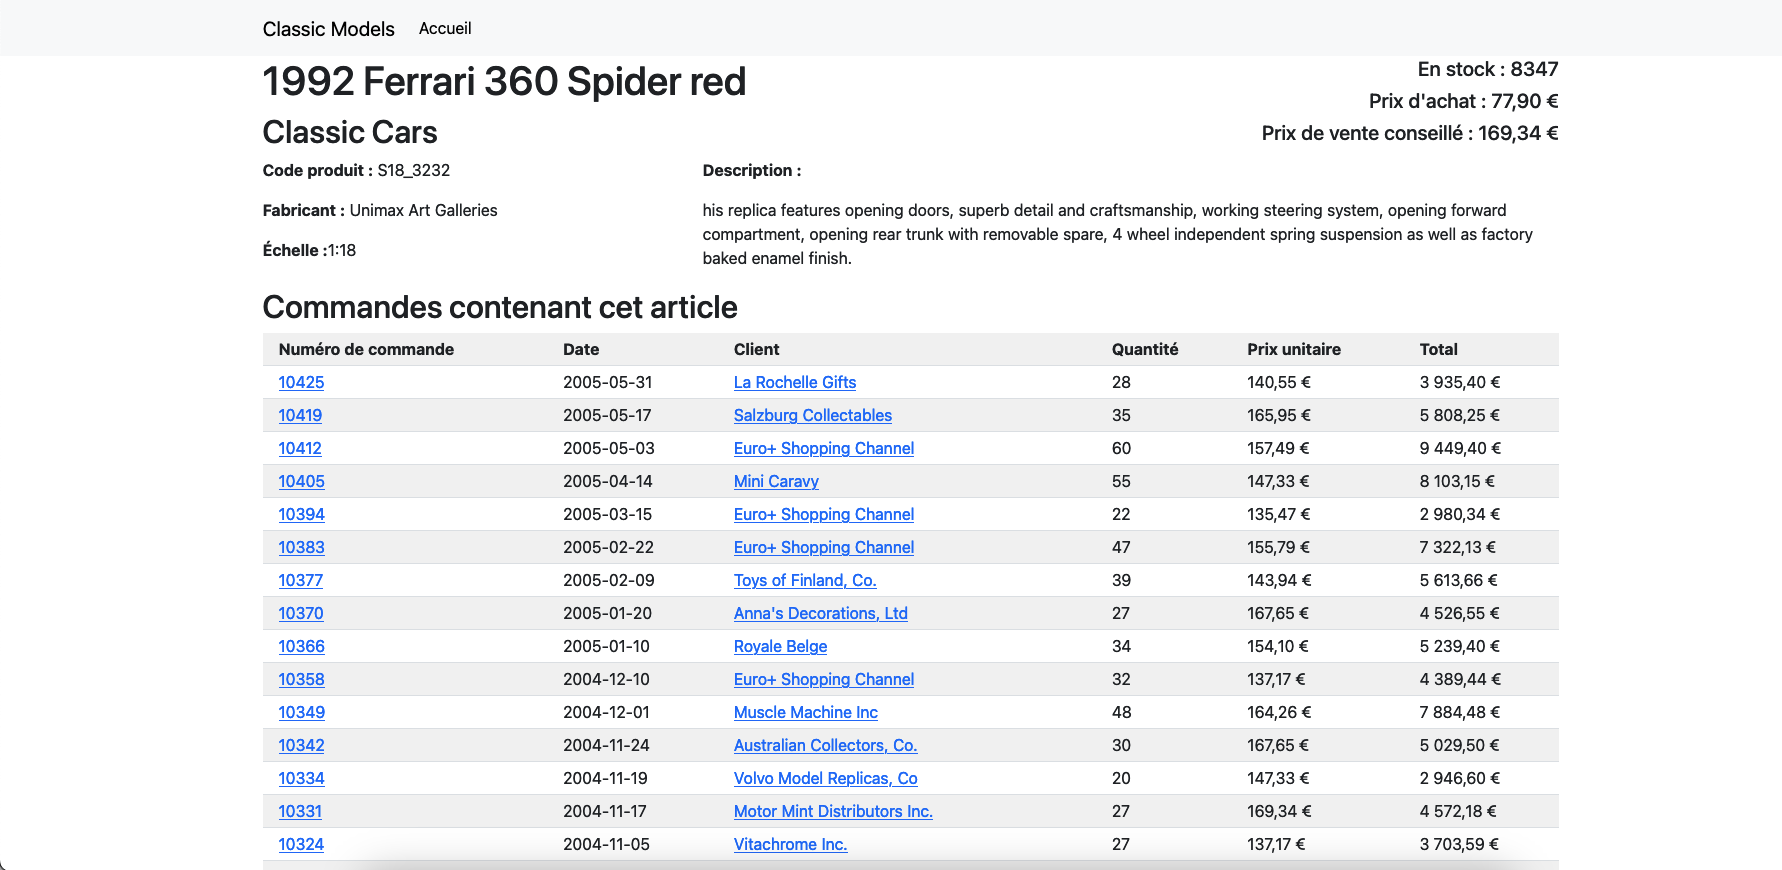 Classic Models Accueil
1992 Ferrari 360 Spider red
Classic Cars
En stock : 8347
Prix d'achat : 77,90 €
Prix de vente conseillé : 169,34 €
Code produit : S18_3232
Fabricant : Unimax Art Galleries
Échelle :1:18
Description :
his replica features opening doors, superb detail and craftsmanship, working steering system, opening forward
compartment, opening rear trunk with removable spare, 4 wheel independent spring suspension as well as factory
baked enamel finish.
Commandes contenant cet article
Numéro de commande Date Client Quantité Prix unitaire Total
10425 2005-05-31 La Rochelle Gifts 28 140,55 € 3 935,40 €
10419 2005-05-17 Salzburg Collectables 35 165,95 € 5 808,25 €
10412 2005-05-03 Euro+ Shopping Channel 60 157,49 € 9 449,40 €
10405 2005-04-14 Mini Caravy 55 147,33 € 8 103,15 €
10394 2005-03-15 Euro+ Shopping Channel 22 135,47 € 2 980,34 €
10383 2005-02-22 Euro+ Shopping Channel 47 155,79 € 7 322,13 €
10377 2005-02-09 Toys of Finland, Co. 39 143,94 € 5 613,66 €
10370 2005-01-20 Anna's Decorations, Ltd 27 167,65 € 4 526,55 €
10366 2005-01-10 Royale Belge 34 154,10 € 5 239,40 €
10358 2004-12-10 Euro+ Shopping Channel 32 137,17 € 4 389,44 €
10349 2004-12-01 Muscle Machine Inc 48 164,26 € 7 884,48 €
10342 2004-11-24 Australian Collectors, Co. 30 167,65 € 5 029,50 €
10334 2004-11-19 Volvo Model Replicas, Co 20 147,33 € 2 946,60 €
10331 2004-11-17 Motor Mint Distributors Inc. 27 169,34 € 4 572,18 €
10324 2004-11-05 Vitachrome Inc. 27 137,17 € 3 703,59 €